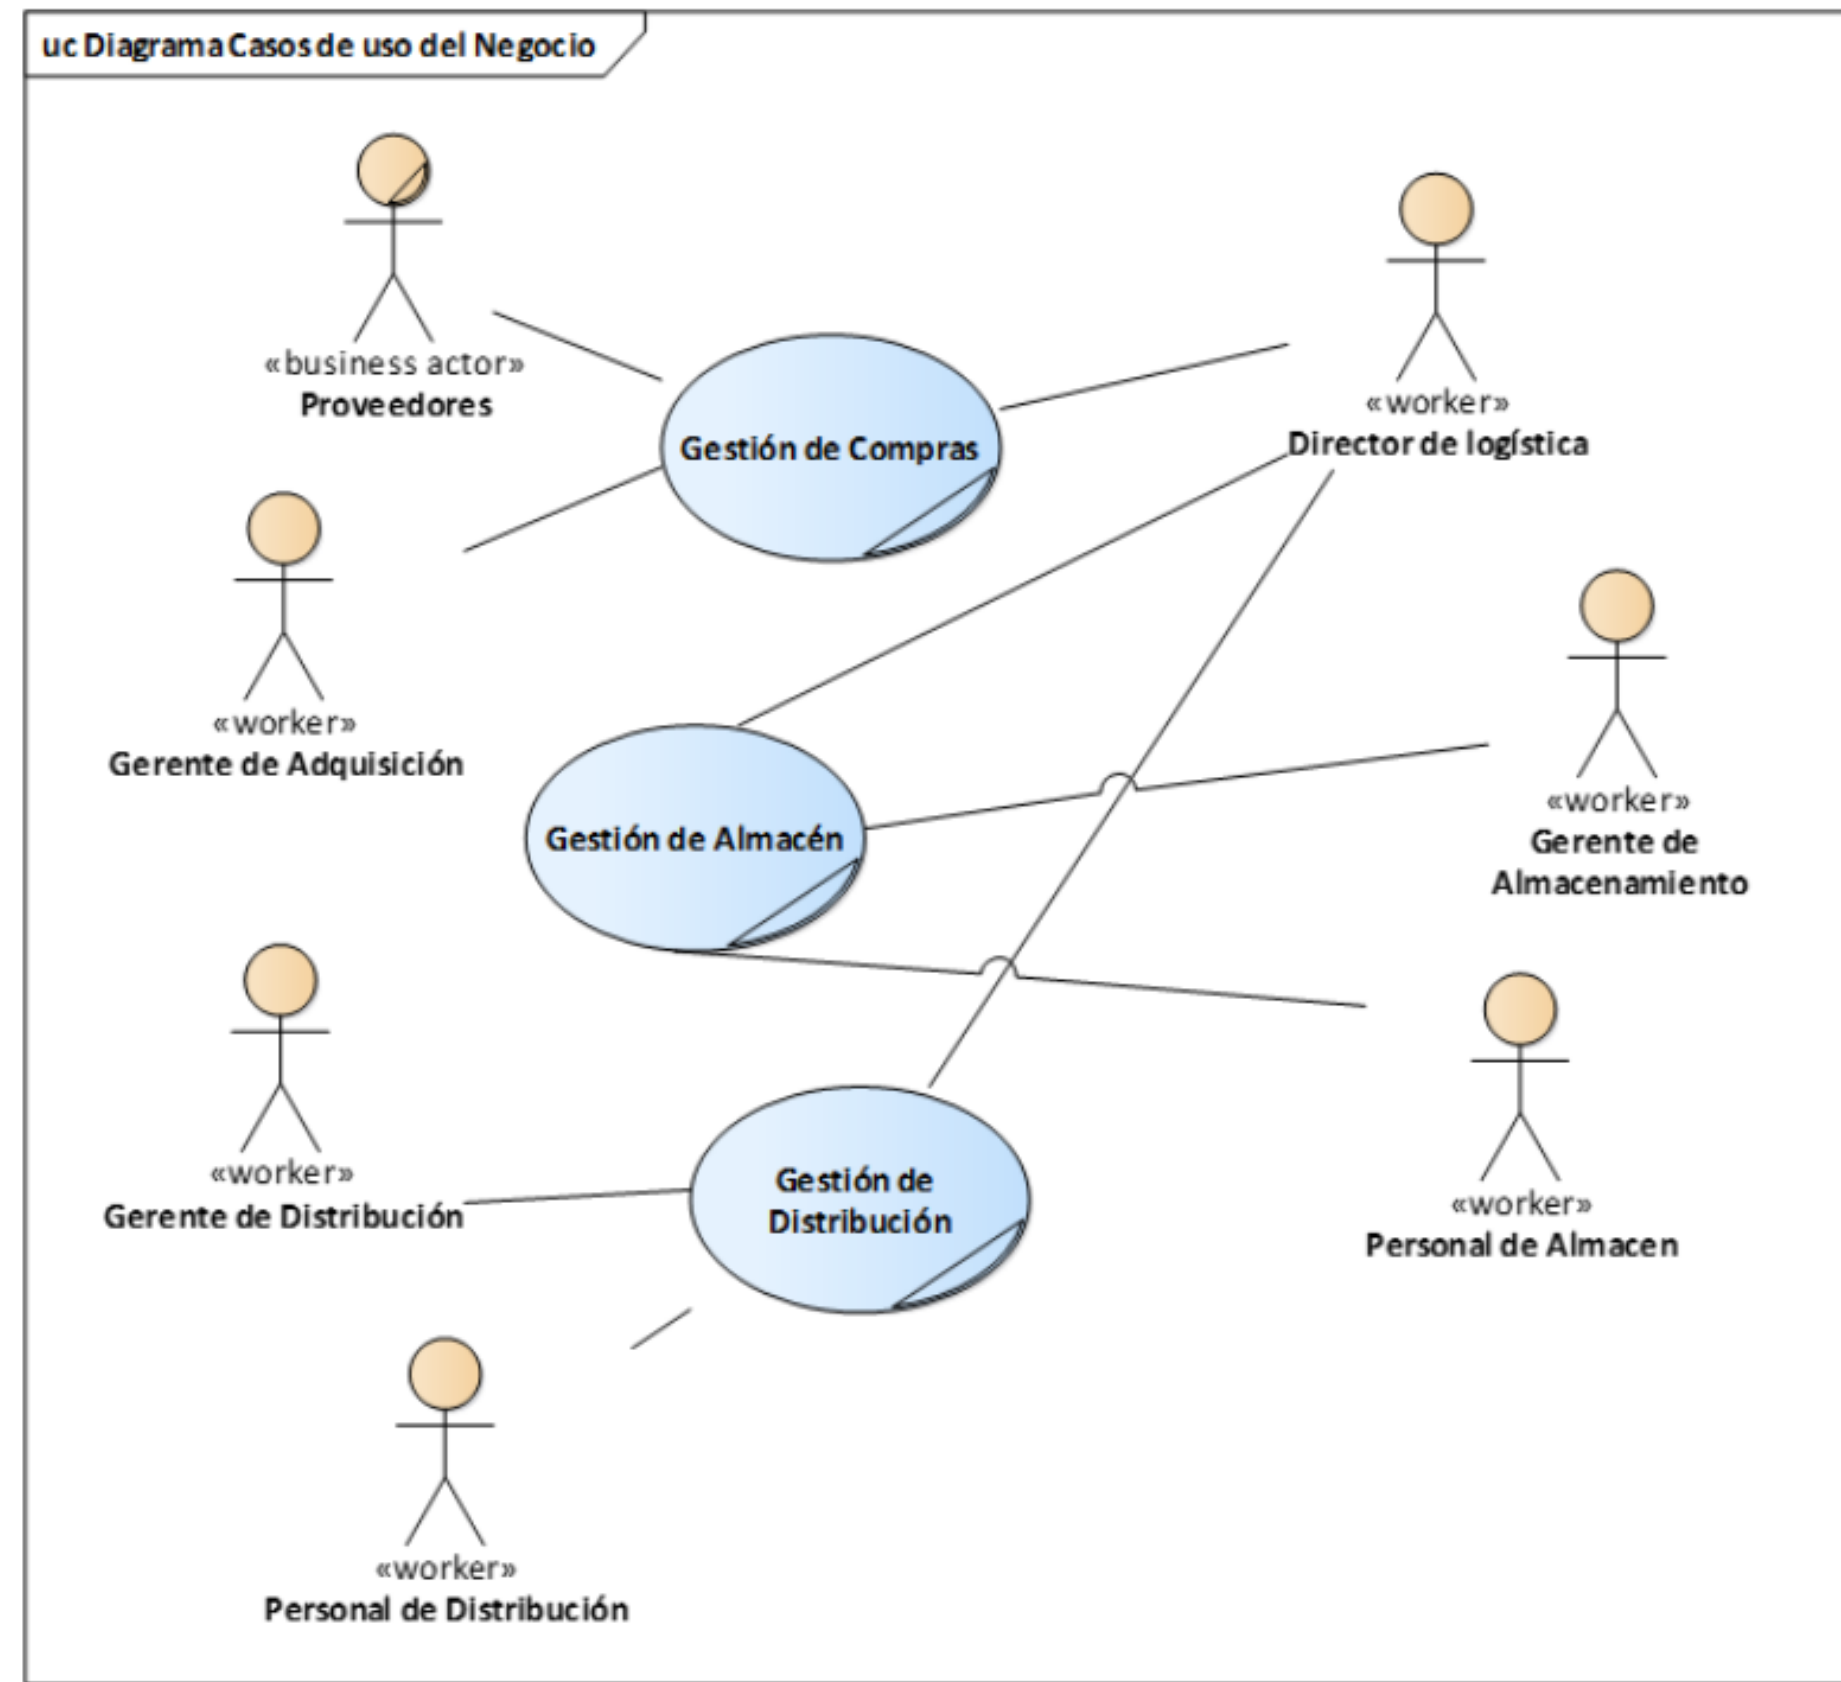 uc Diagrama Casos de uso del Negocio
«business actor»
Proveedores
«worker»
Director de logística
Gestión de Compras
«worker»
Gerente de Adquisición
«worker»
Gerente de
Almacenamiento
Gestión de Almacén
«worker»
Gerente de Distribución
Gestión de
Distribución
«worker»
Personal de Almacen
«worker»
Personal de Distribución